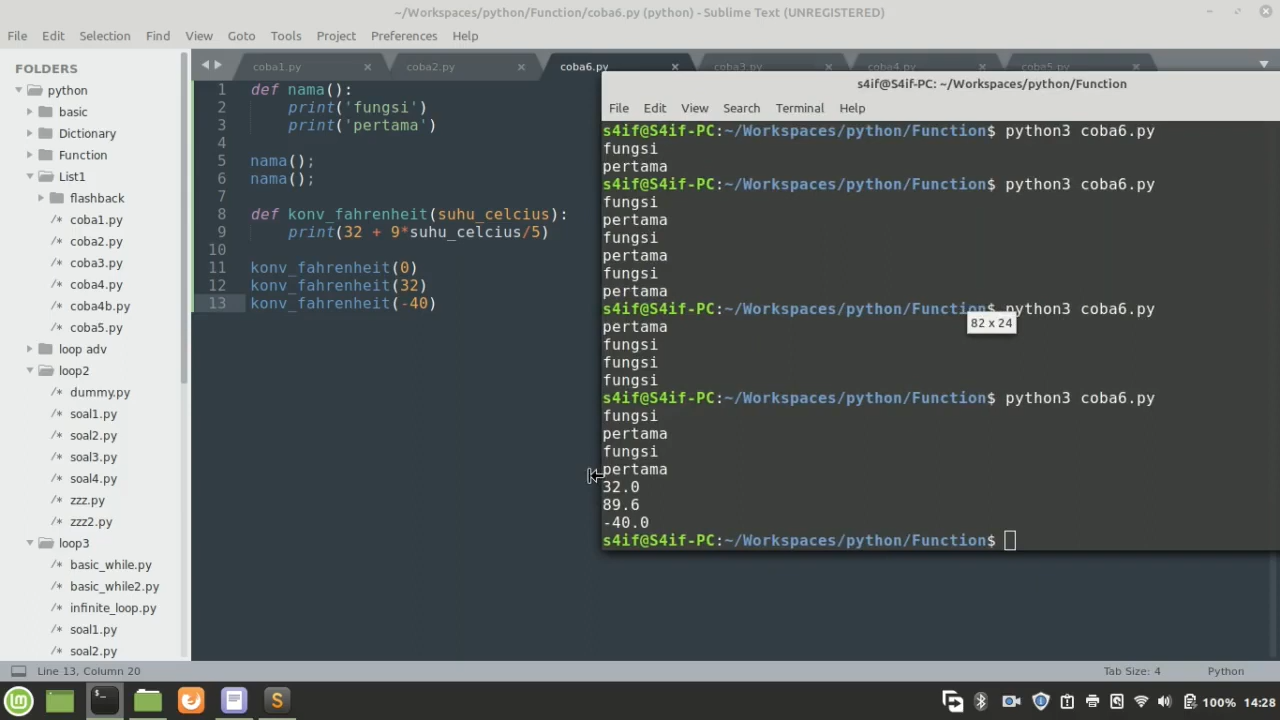 ~/Workspaces/python/Function/coba6.py (python) - Sublime Text (UNREGISTERED)
File Edit Selection Find View Goto Tools Project Preferences Help
FOLDERS
python
basic
Dictionary
Function
List1
flashback
/* coba1.py
/* coba2.py
/* coba3.py
/* coba4.py
/* coba4b.py
/* coba5.py
loop adv
loop2
/* dummy.py
/* soal1.py
/* soal2.py
/* soal3.py
/* soal4.py
/* zzz.py
/* zzz2.py
loop3
/* basic_while.py
/* basic_while2.py
/* infinite_loop.py
/* soal1.py
/* soal2.py
coba1.py coba2.py coba6.py coba3.py coba4.py coba5.py
1 def nama():
2 print('fungsi')
3 print('pertama')
4
5 nama();
6 nama();
7
8 def konv_fahrenheit(suhu_celcius):
9 print(32 + 9*suhu_celcius/5)
10
11 konv_fahrenheit(0)
12 konv_fahrenheit(32)
13 konv_fahrenheit(-40)
s4if@S4if-PC: ~/Workspaces/python/Function
File Edit View Search Terminal Help
s4if@S4if-PC:~/Workspaces/python/Function$ python3 coba6.py
fungsi
pertama
s4if@S4if-PC:~/Workspaces/python/Function$ python3 coba6.py
fungsi
pertama
fungsi
pertama
fungsi
pertama
s4if@S4if-PC:~/Workspaces/python/Function$ python3 coba6.py
82 x 24
pertama
fungsi
fungsi
fungsi
s4if@S4if-PC:~/Workspaces/python/Function$ python3 coba6.py
fungsi
pertama
fungsi
pertama
32.0
89.6
-40.0
s4if@S4if-PC:~/Workspaces/python/Function$
Line 13, Column 20 Tab Size: 4 Python
100% 14:28